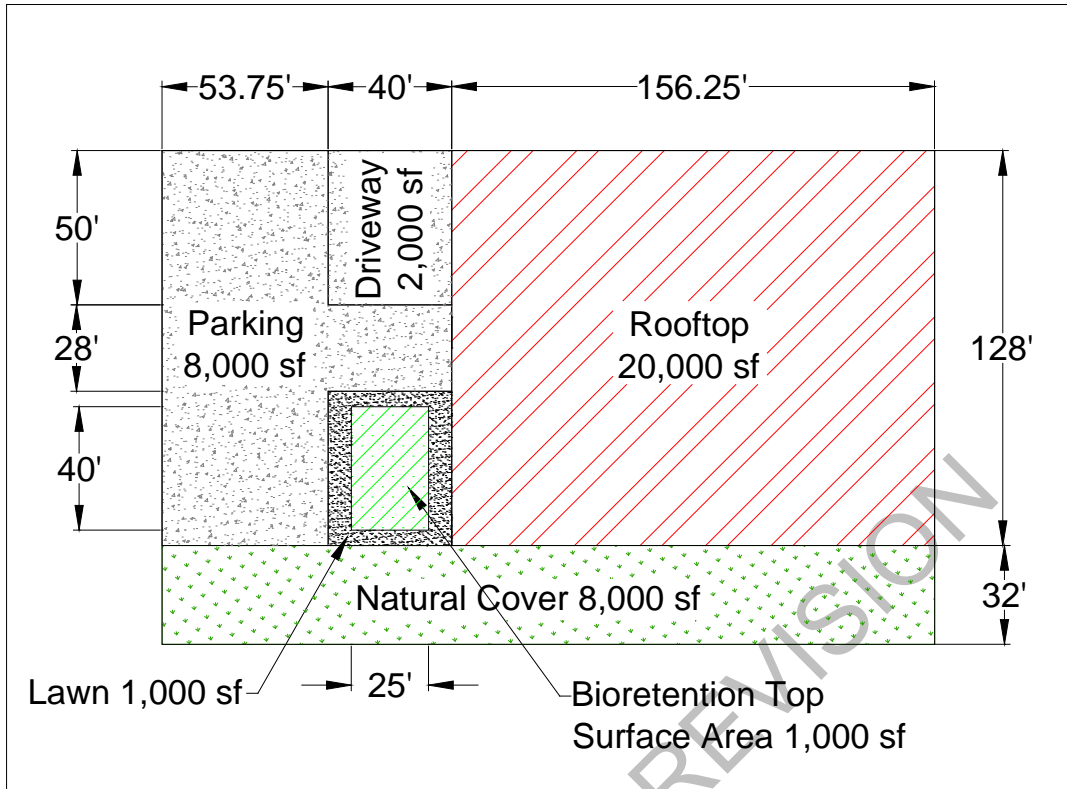 53.75'
40'
156.25'
50'
28'
40'
Driveway
2,000 sf
Parking
8,000 sf
Rooftop
20,000 sf
128'
32'
Natural Cover 8,000 sf
Lawn 1,000 sf
25'
Bioretention Top
Surface Area 1,000 sf
REVISION